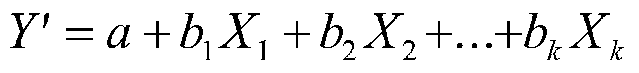 Y' = a + b₁X₁ + b₂X₂ +...+ bₖXₖ